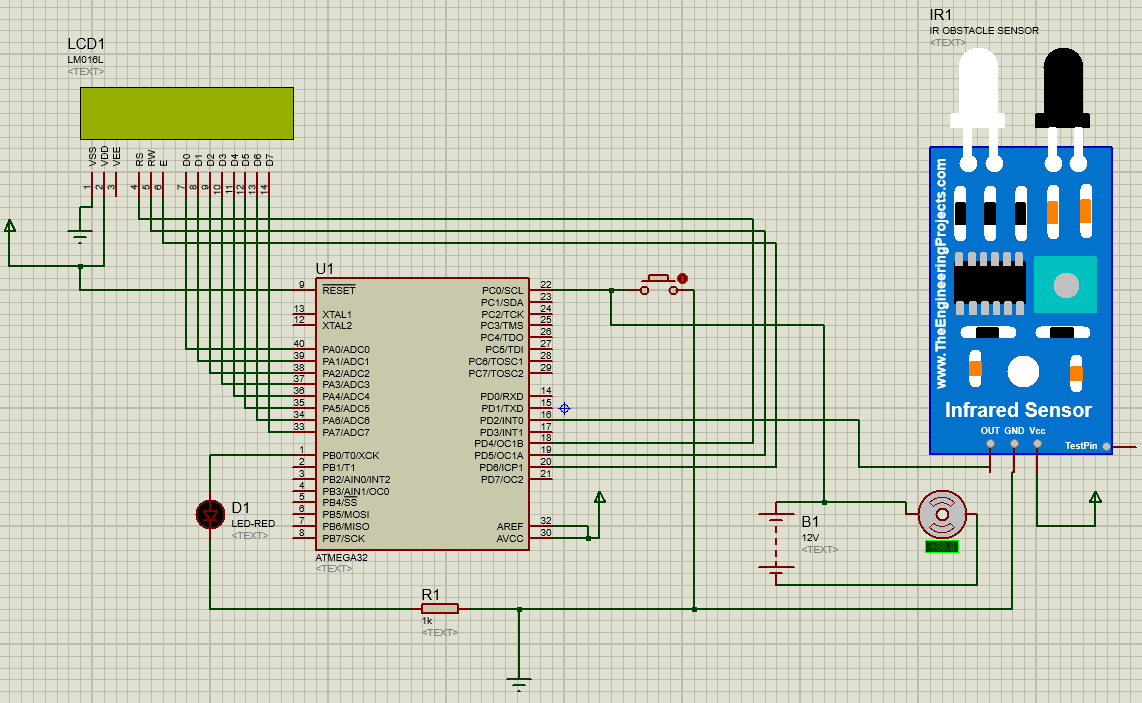 LCD1
LM016L
<TEXT>
VSS
VDD
VEE
RS
RW
E
D0
D1
D2
D3
D4
D5
D6
D7
1
2
3
4
5
6
7
8
9
10
11
12
13
14
U1
9 RESET
13 XTAL1
12 XTAL2
40 PA0/ADC0
39 PA1/ADC1
38 PA2/ADC2
37 PA3/ADC3
36 PA4/ADC4
35 PA5/ADC5
34 PA6/ADC6
33 PA7/ADC7
1 PB0/T0/XCK
2 PB1/T1
3 PB2/AIN0/INT2
4 PB3/AIN1/OC0
5 PB4/SS
6 PB5/MOSI
7 PB6/MISO
8 PB7/SCK
PC0/SCL 22
PC1/SDA 23
PC2/TCK 24
PC3/TMS 25
PC4/TDO 26
PC5/TDI 27
PC6/TOSC1 28
PC7/TOSC2 29
PD0/RXD 14
PD1/TXD 15
PD2/INT0 16
PD3/INT1 17
PD4/OC1B 18
PD5/OC1A 19
PD6/ICP1 20
PD7/OC2 21
AREF 32
AVCC 30
ATMEGA32
<TEXT>
D1
LED-RED
<TEXT>
R1
1k
<TEXT>
B1
12V
<TEXT>
IR1
IR OBSTACLE SENSOR
<TEXT>
www.TheEngineeringProjects.com
Infrared Sensor
OUT GND Vcc
TestPin